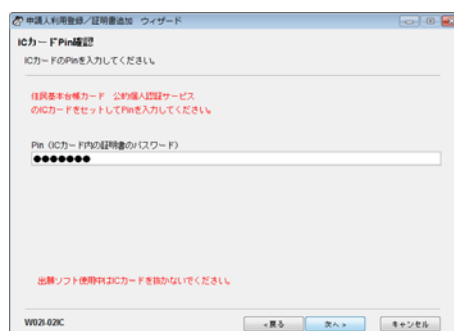 申請人利用登録／証明書追加 ウィザード
ICカードPin確認
ICカードのPinを入力してください。
住民基本台帳カード 公的個人認証サービス
のICカードをセットしてPinを入力してください。
Pin（ICカード内の証明書のパスワード）
●●●●●●●
出願ソフト使用中はICカードを抜かないでください。
W02I-02IC
<戻る 次へ> キャンセル